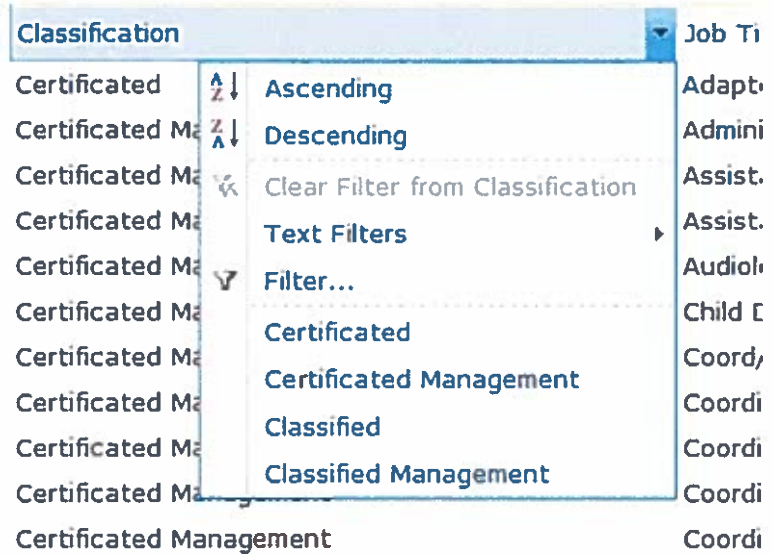 Classification Job Ti
Certificated Adapt
Certificated Ma Admini
Certificated Ma Assist.
Certificated Ma Assist.
Certificated Ma Audiol
Certificated Ma Child D
Certificated Ma Coord/
Certificated Ma Coordi
Certificated Ma Coordi
Certificated Management Coordi
Certificated Management Coordi
Ascending
Descending
Clear Filter from Classification
Text Filters
Filter...
Certificated
Certificated Management
Classified
Classified Management